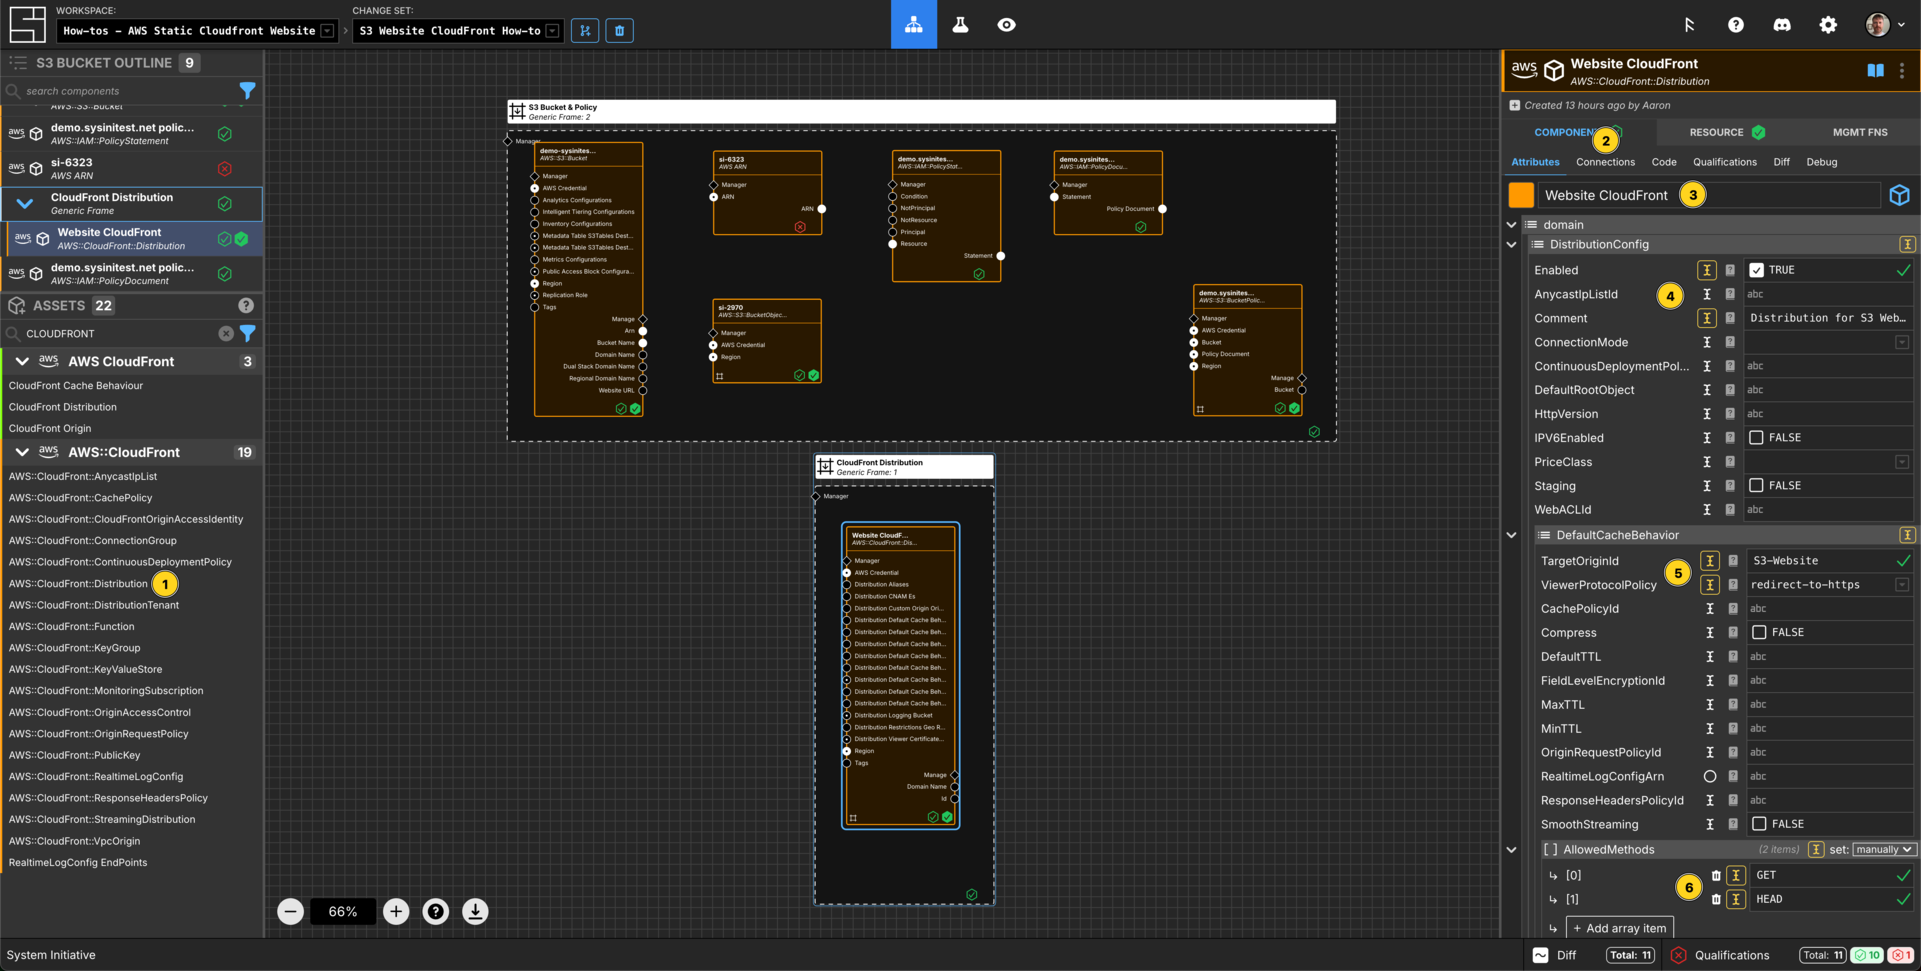 WORKSPACE:
How-tos - AWS Static Cloudfront Website
CHANGE SET:
S3 Website CloudFront How-to
S3 BUCKET OUTLINE 9
search components
AWS::S3::Bucket
demo.sysinitest.net polic...
AWS::IAM::PolicyStatement
si-6323
AWS ARN
CloudFront Distribution
Generic Frame
Website CloudFront
AWS::CloudFront::Distribution
demo.sysinitest.net polic...
AWS::IAM::PolicyDocument
ASSETS 22
CLOUDFRONT
aws AWS CloudFront 3
CloudFront Cache Behaviour
CloudFront Distribution
CloudFront Origin
aws AWS::CloudFront 19
AWS::CloudFront::AnycastIpList
AWS::CloudFront::CachePolicy
AWS::CloudFront::CloudFrontOriginAccessIdentity
AWS::CloudFront::ConnectionGroup
AWS::CloudFront::ContinuousDeploymentPolicy
AWS::CloudFront::Distribution 1
AWS::CloudFront::DistributionTenant
AWS::CloudFront::Function
AWS::CloudFront::KeyGroup
AWS::CloudFront::KeyValueStore
AWS::CloudFront::MonitoringSubscription
AWS::CloudFront::OriginAccessControl
AWS::CloudFront::OriginRequestPolicy
AWS::CloudFront::PublicKey
AWS::CloudFront::RealtimeLogConfig
AWS::CloudFront::ResponseHeadersPolicy
AWS::CloudFront::StreamingDistribution
AWS::CloudFront::VpcOrigin
RealtimeLogConfig EndPoints
S3 Bucket & Policy
Generic Frame: 2
Manager
demo-sysinites...
AWS::S3::Bucket
Manager
AWS Credential
Analytics Configurations
Intelligent Tiering Configurations
Inventory Configurations
Metadata Table S3Tables Dest...
Metadata Table S3Tables Dest...
Metrics Configurations
Public Access Block Configura...
Region
Replication Role
Tags
Manage
Arn
Bucket Name
Domain Name
Dual Stack Domain Name
Regional Domain Name
Website URL
si-6323
AWS ARN
Manager
ARN
ARN
si-2970
AWS::S3::BucketObjec...
Manager
AWS Credential
Region
demo.sysinites...
AWS::IAM::PolicyStat...
Manager
Condition
NotPrincipal
NotResource
Principal
Resource
Statement
demo.sysinites...
AWS::IAM::PolicyDocu...
Manager
Statement
Policy Document
demo.sysinites...
AWS::S3::BucketPolic...
Manager
AWS Credential
Bucket
Policy Document
Region
Manage
Bucket
CloudFront Distribution
Generic Frame: 1
Manager
Website CloudF...
AWS::CloudFront::Dis...
Manager
AWS Credential
Distribution Aliases
Distribution CNAM Es
Distribution Custom Origin Ori...
Distribution Default Cache Beh...
Distribution Default Cache Beh...
Distribution Default Cache Beh...
Distribution Default Cache Beh...
Distribution Default Cache Beh...
Distribution Default Cache Beh...
Distribution Default Cache Beh...
Distribution Default Cache Beh...
Distribution Logging Bucket
Distribution Restrictions Geo R...
Distribution Viewer Certificate...
Region
Tags
Manage
Domain Name
Id
66%
aws Website CloudFront
AWS::CloudFront::Distribution
Created 13 hours ago by Aaron
COMPONEN 2
RESOURCE
MGMT FNS
Attributes Connections Code Qualifications Diff Debug
Website CloudFront 3
domain
DistributionConfig
Enabled TRUE
AnycastIpListId 4 abc
Comment Distribution for S3 Web...
ConnectionMode
ContinuousDeploymentPol... abc
DefaultRootObject abc
HttpVersion abc
IPV6Enabled FALSE
PriceClass
Staging FALSE
WebACLId abc
DefaultCacheBehavior
TargetOriginId S3-Website
5
ViewerProtocolPolicy redirect-to-https
CachePolicyId abc
Compress FALSE
DefaultTTL abc
FieldLevelEncryptionId abc
MaxTTL abc
MinTTL abc
OriginRequestPolicyId abc
RealtimeLogConfigArn abc
ResponseHeadersPolicyId abc
SmoothStreaming FALSE
[ ] AllowedMethods (2 items) set: manually
[0] GET
6
[1] HEAD
+ Add array item
System Initiative
Diff Total: 11 Qualifications Total: 11 10 1